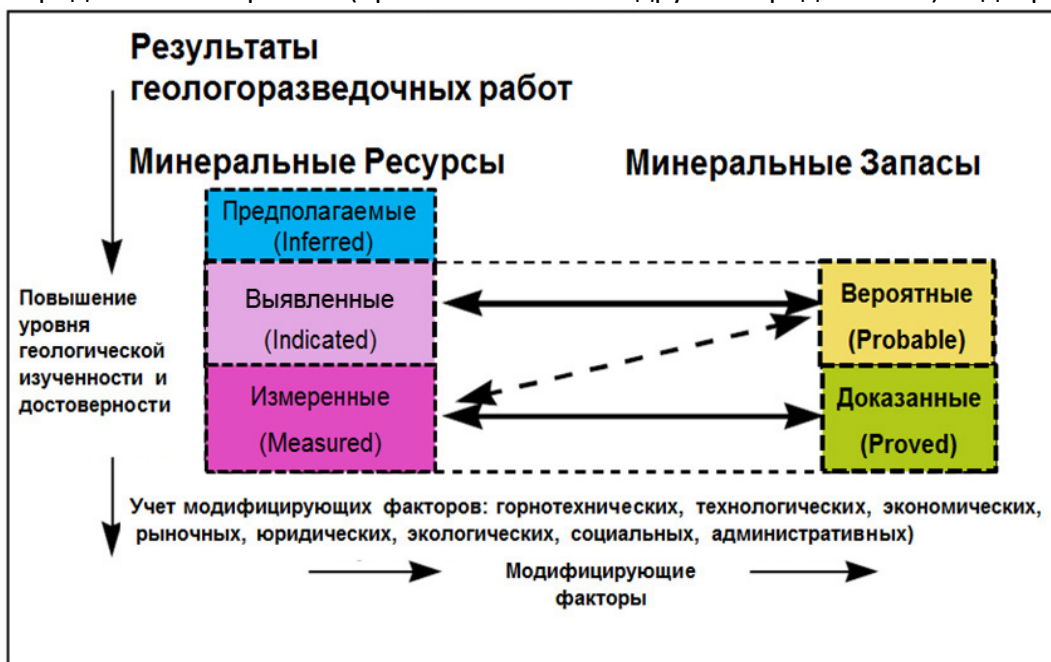 Результаты
геологоразведочных работ
Минеральные Ресурсы
Минеральные Запасы
Предполагаемые
(Inferred)
Выявленные
(Indicated)
Измеренные
(Measured)
Вероятные
(Probable)
Доказанные
(Proved)
Повышение
уровня
геологической
изученности и
достоверности
Учет модифицирующих факторов: горнотехнических, технологических, экономических,
рыночных, юридических, экологических, социальных, административных)
Модифицирующие
факторы